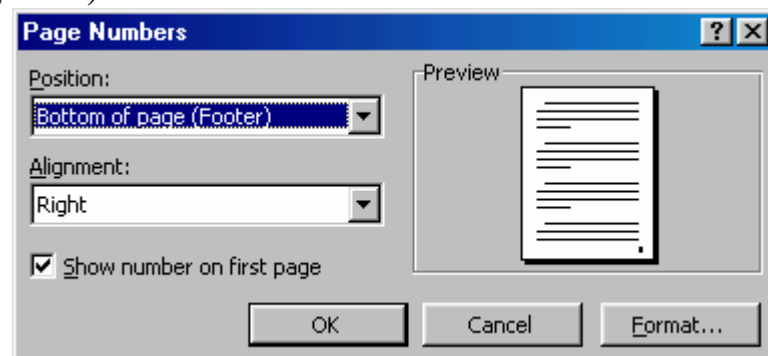 Page Numbers
Position:
Bottom of page (Footer)
Alignment:
Right
Show number on first page
Preview
OK
Cancel
Format...